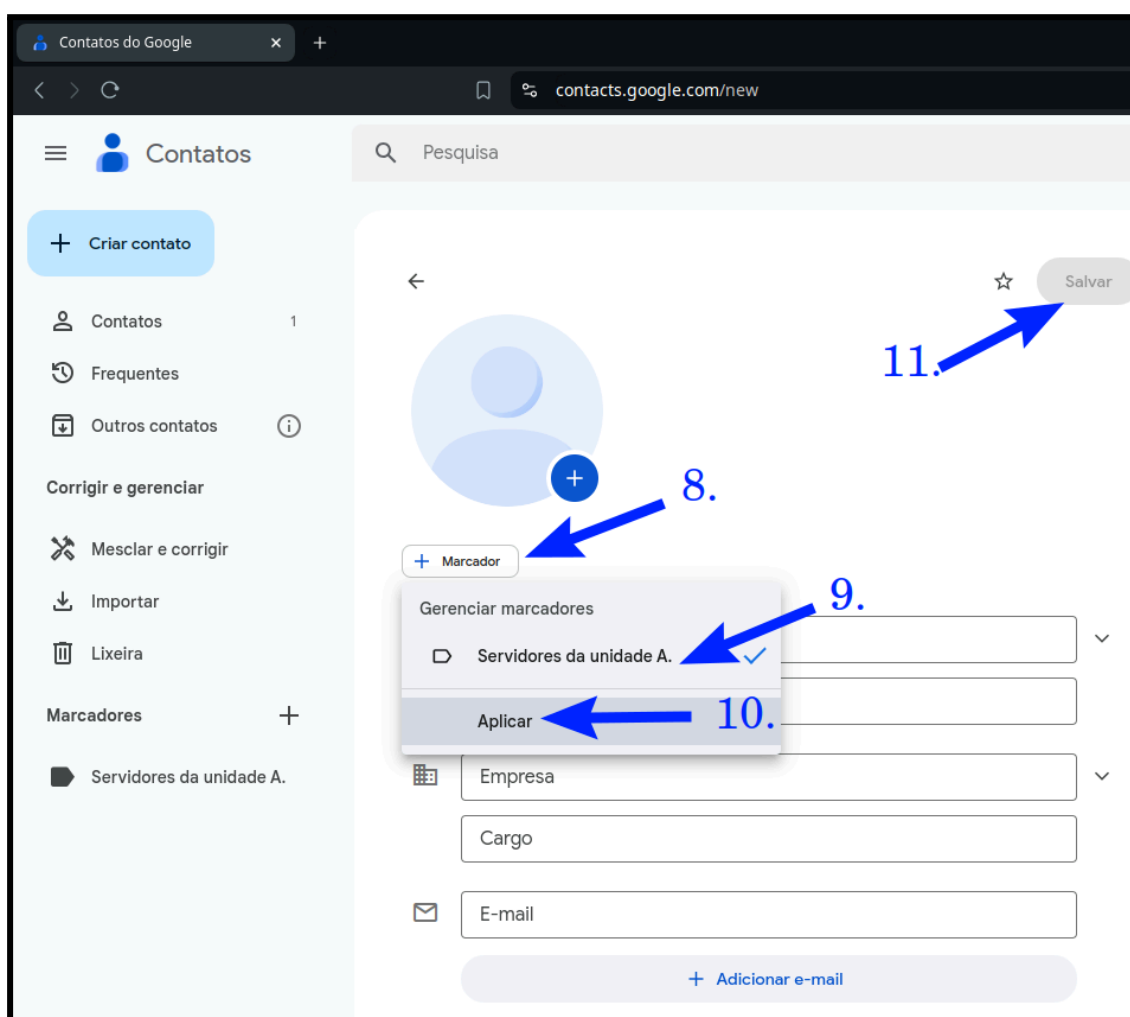 Contatos do Google
contacts.google.com/new
Contatos
Pesquisa
Criar contato
Salvar
Contatos 1
11.
Frequentes
Outros contatos
Corrigir e gerenciar
8.
Mesclar e corrigir
Marcador
Importar
Gerenciar marcadores
9.
Lixeira
Servidores da unidade A.
Marcadores
Aplicar
10.
Servidores da unidade A.
Empresa
Cargo
E-mail
Adicionar e-mail